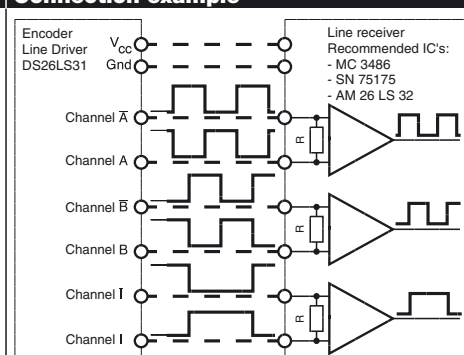 Connection example
Encoder
Line Driver
DS26LS31
Vcc
Gnd
Channel A̅
Channel A
Channel B̅
Channel B
Channel I̅
Channel I
Line receiver
Recommended IC's:
- MC 3486
- SN 75175
- AM 26 LS 32
R
R
R